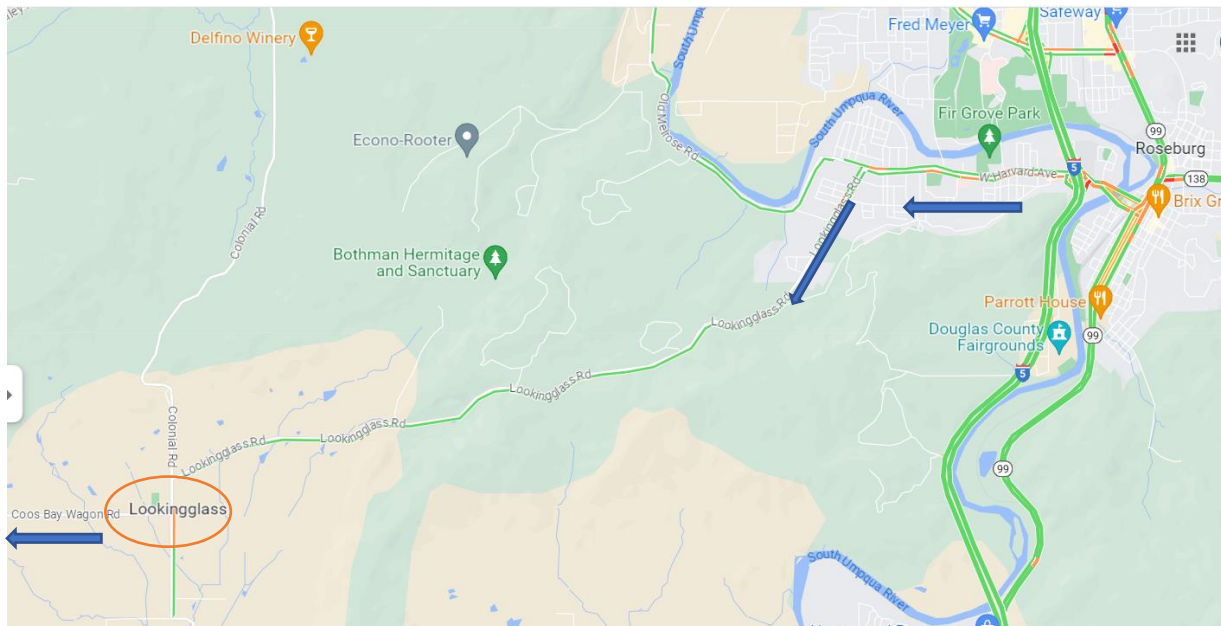 Safeway
Fred Meyer
Delfino Winery
South Umpqua River
Old Melrose Rd
South Umpqua River
Fir Grove Park
99
Roseburg
Econo-Rooter
W Harvard Ave
5
138
Lookingglass Rd
Brix Gr
Colonial Rd
Bothman Hermitage
and Sanctuary
Parrott House
Lookingglass Rd
Douglas County
Fairgrounds
99
5
Lookingglass Rd
Colonial Rd
Lookingglass Rd
Lookingglass Rd
99
Coos Bay Wagon Rd
Lookingglass
South Umpqua River